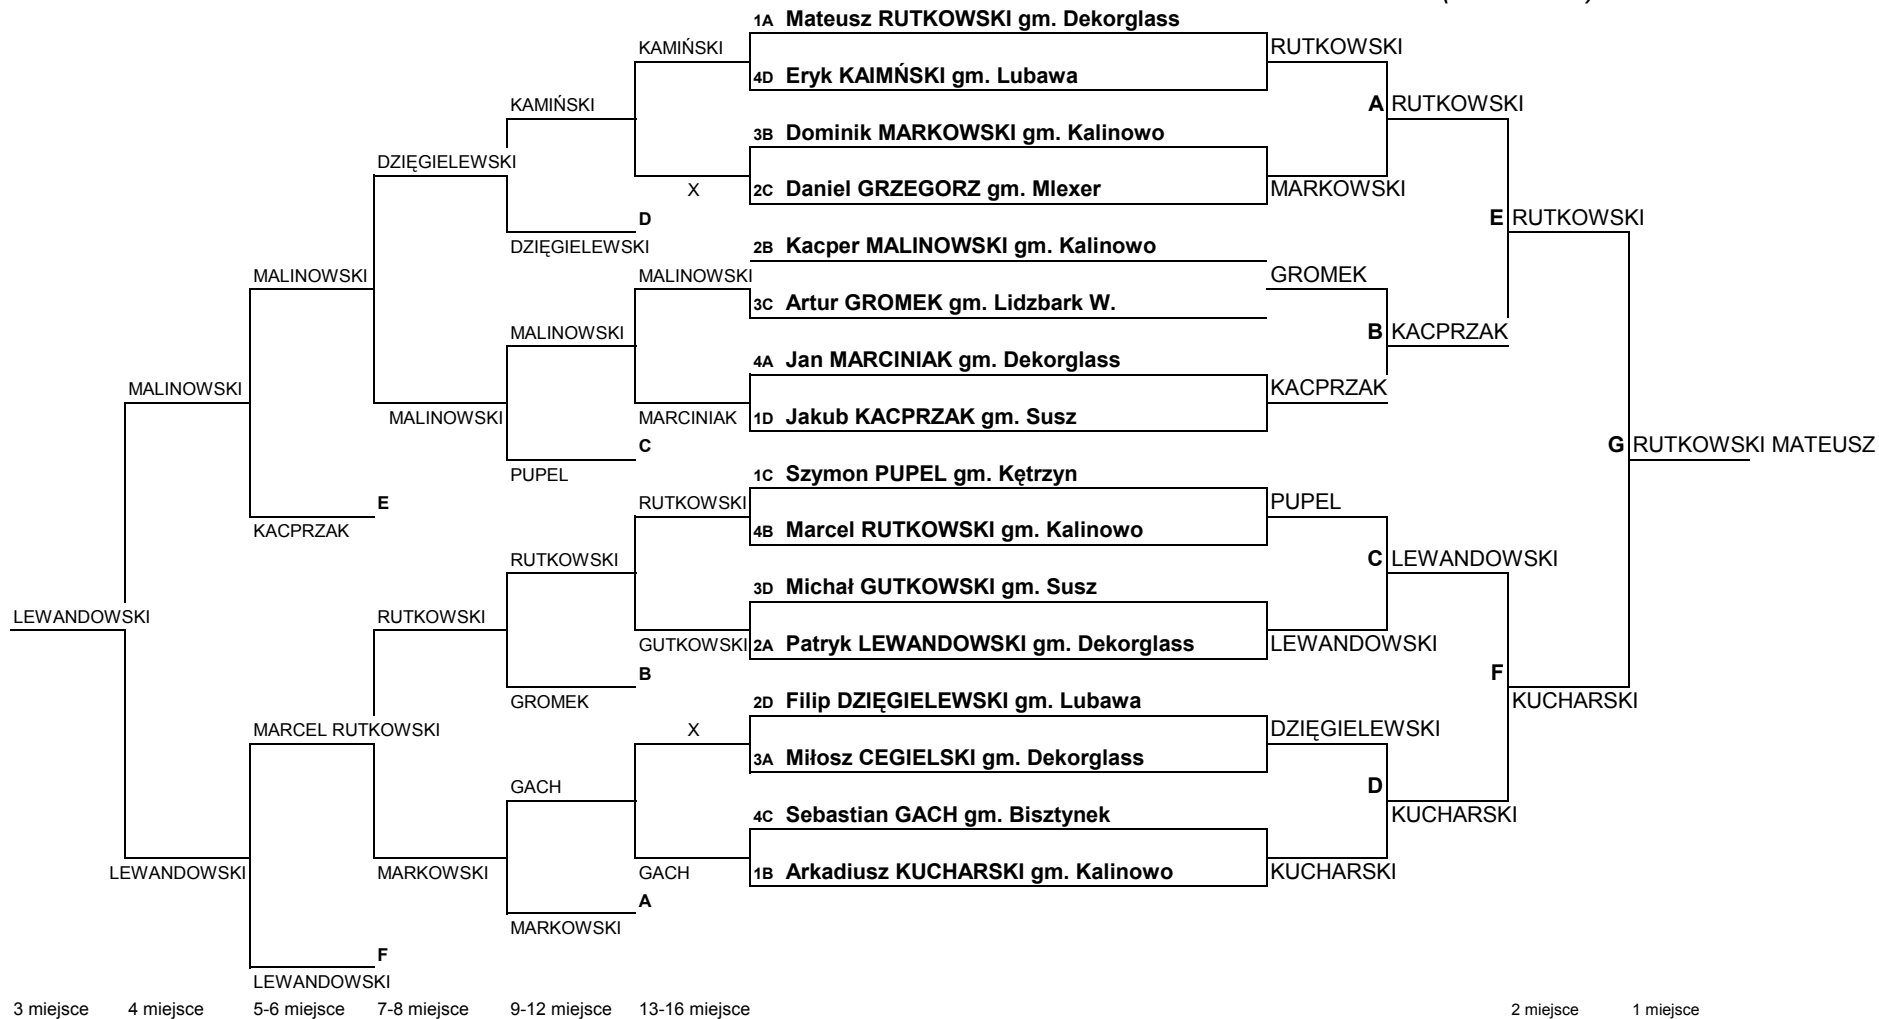 1A Mateusz RUTKOWSKI gm. Dekorglass
KAMIŃSKI RUTKOWSKI
4D Eryk KAIMŃSKI gm. Lubawa
KAMIŃSKI A RUTKOWSKI
3B Dominik MARKOWSKI gm. Kalinowo
DZIĘGIELEWSKI
X 2C Daniel GRZEGORZ gm. Mlexer MARKOWSKI
D E RUTKOWSKI
DZIĘGIELEWSKI 2B Kacper MALINOWSKI gm. Kalinowo
MALINOWSKI MALINOWSKI GROMEK
3C Artur GROMEK gm. Lidzbark W.
MALINOWSKI B KACPRZAK
4A Jan MARCINIAK gm. Dekorglass
MALINOWSKI KACPRZAK
MALINOWSKI MARCINIAK 1D Jakub KACPRZAK gm. Susz
C G RUTKOWSKI MATEUSZ
PUPEL 1C Szymon PUPEL gm. Kętrzyn
E RUTKOWSKI PUPEL
KACPRZAK 4B Marcel RUTKOWSKI gm. Kalinowo
RUTKOWSKI C LEWANDOWSKI
3D Michał GUTKOWSKI gm. Susz
LEWANDOWSKI RUTKOWSKI
GUTKOWSKI 2A Patryk LEWANDOWSKI gm. Dekorglass LEWANDOWSKI
B F
GROMEK 2D Filip DZIĘGIELEWSKI gm. Lubawa KUCHARSKI
MARCEL RUTKOWSKI X DZIĘGIELEWSKI
3A Miłosz CEGIELSKI gm. Dekorglass
GACH D
4C Sebastian GACH gm. Bisztynek KUCHARSKI
LEWANDOWSKI MARKOWSKI GACH 1B Arkadiusz KUCHARSKI gm. Kalinowo KUCHARSKI
A
MARKOWSKI
F
LEWANDOWSKI
3 miejsce 4 miejsce 5-6 miejsce 7-8 miejsce 9-12 miejsce 13-16 miejsce 2 miejsce 1 miejsce